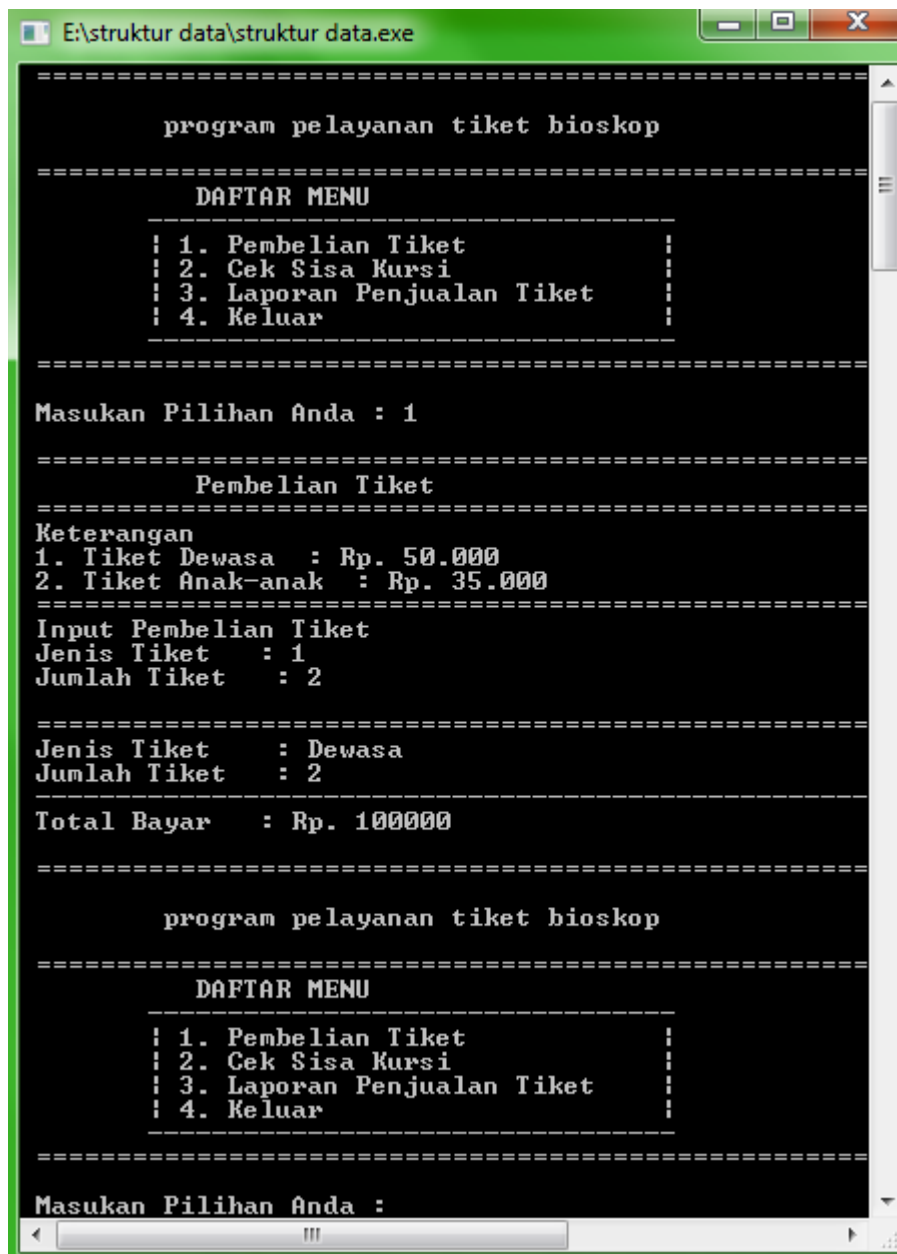 E:\struktur data\struktur data.exe
====================================================
program pelayanan tiket bioskop
====================================================
DAFTAR MENU
---------------------------------
¦ 1. Pembelian Tiket ¦
¦ 2. Cek Sisa Kursi ¦
¦ 3. Laporan Penjualan Tiket ¦
¦ 4. Keluar ¦
---------------------------------
====================================================
Masukan Pilihan Anda : 1
====================================================
Pembelian Tiket
====================================================
Keterangan
1. Tiket Dewasa : Rp. 50.000
2. Tiket Anak-anak : Rp. 35.000
====================================================
Input Pembelian Tiket
Jenis Tiket : 1
Jumlah Tiket : 2
====================================================
Jenis Tiket : Dewasa
Jumlah Tiket : 2
----------------------------------------------------
Total Bayar : Rp. 100000
====================================================
program pelayanan tiket bioskop
====================================================
DAFTAR MENU
---------------------------------
¦ 1. Pembelian Tiket ¦
¦ 2. Cek Sisa Kursi ¦
¦ 3. Laporan Penjualan Tiket ¦
¦ 4. Keluar ¦
---------------------------------
====================================================
Masukan Pilihan Anda :